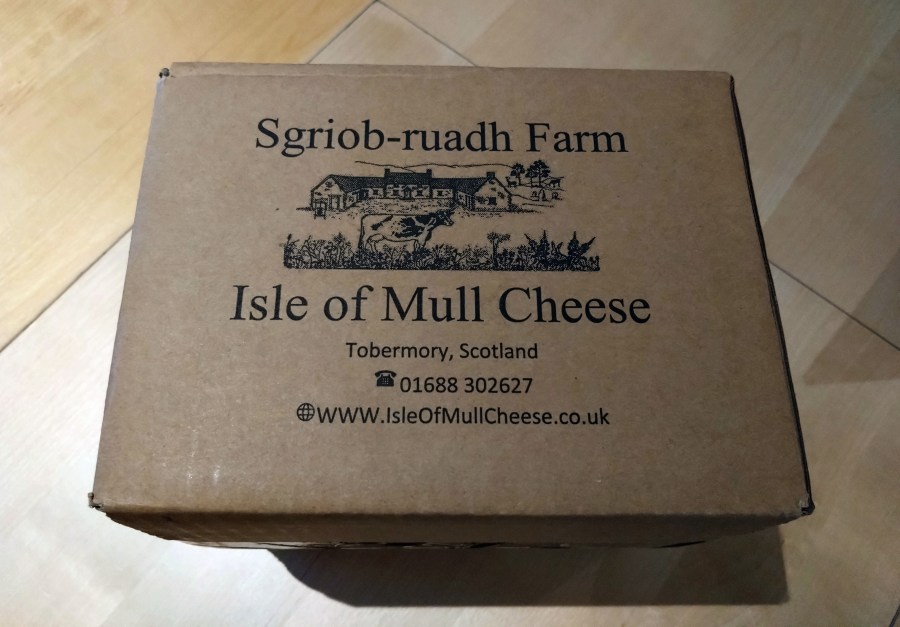 Sgriob-ruadh Farm
Isle of Mull Cheese
Tobermory, Scotland
01688 302627
WWW.IsleOfMullCheese.co.uk